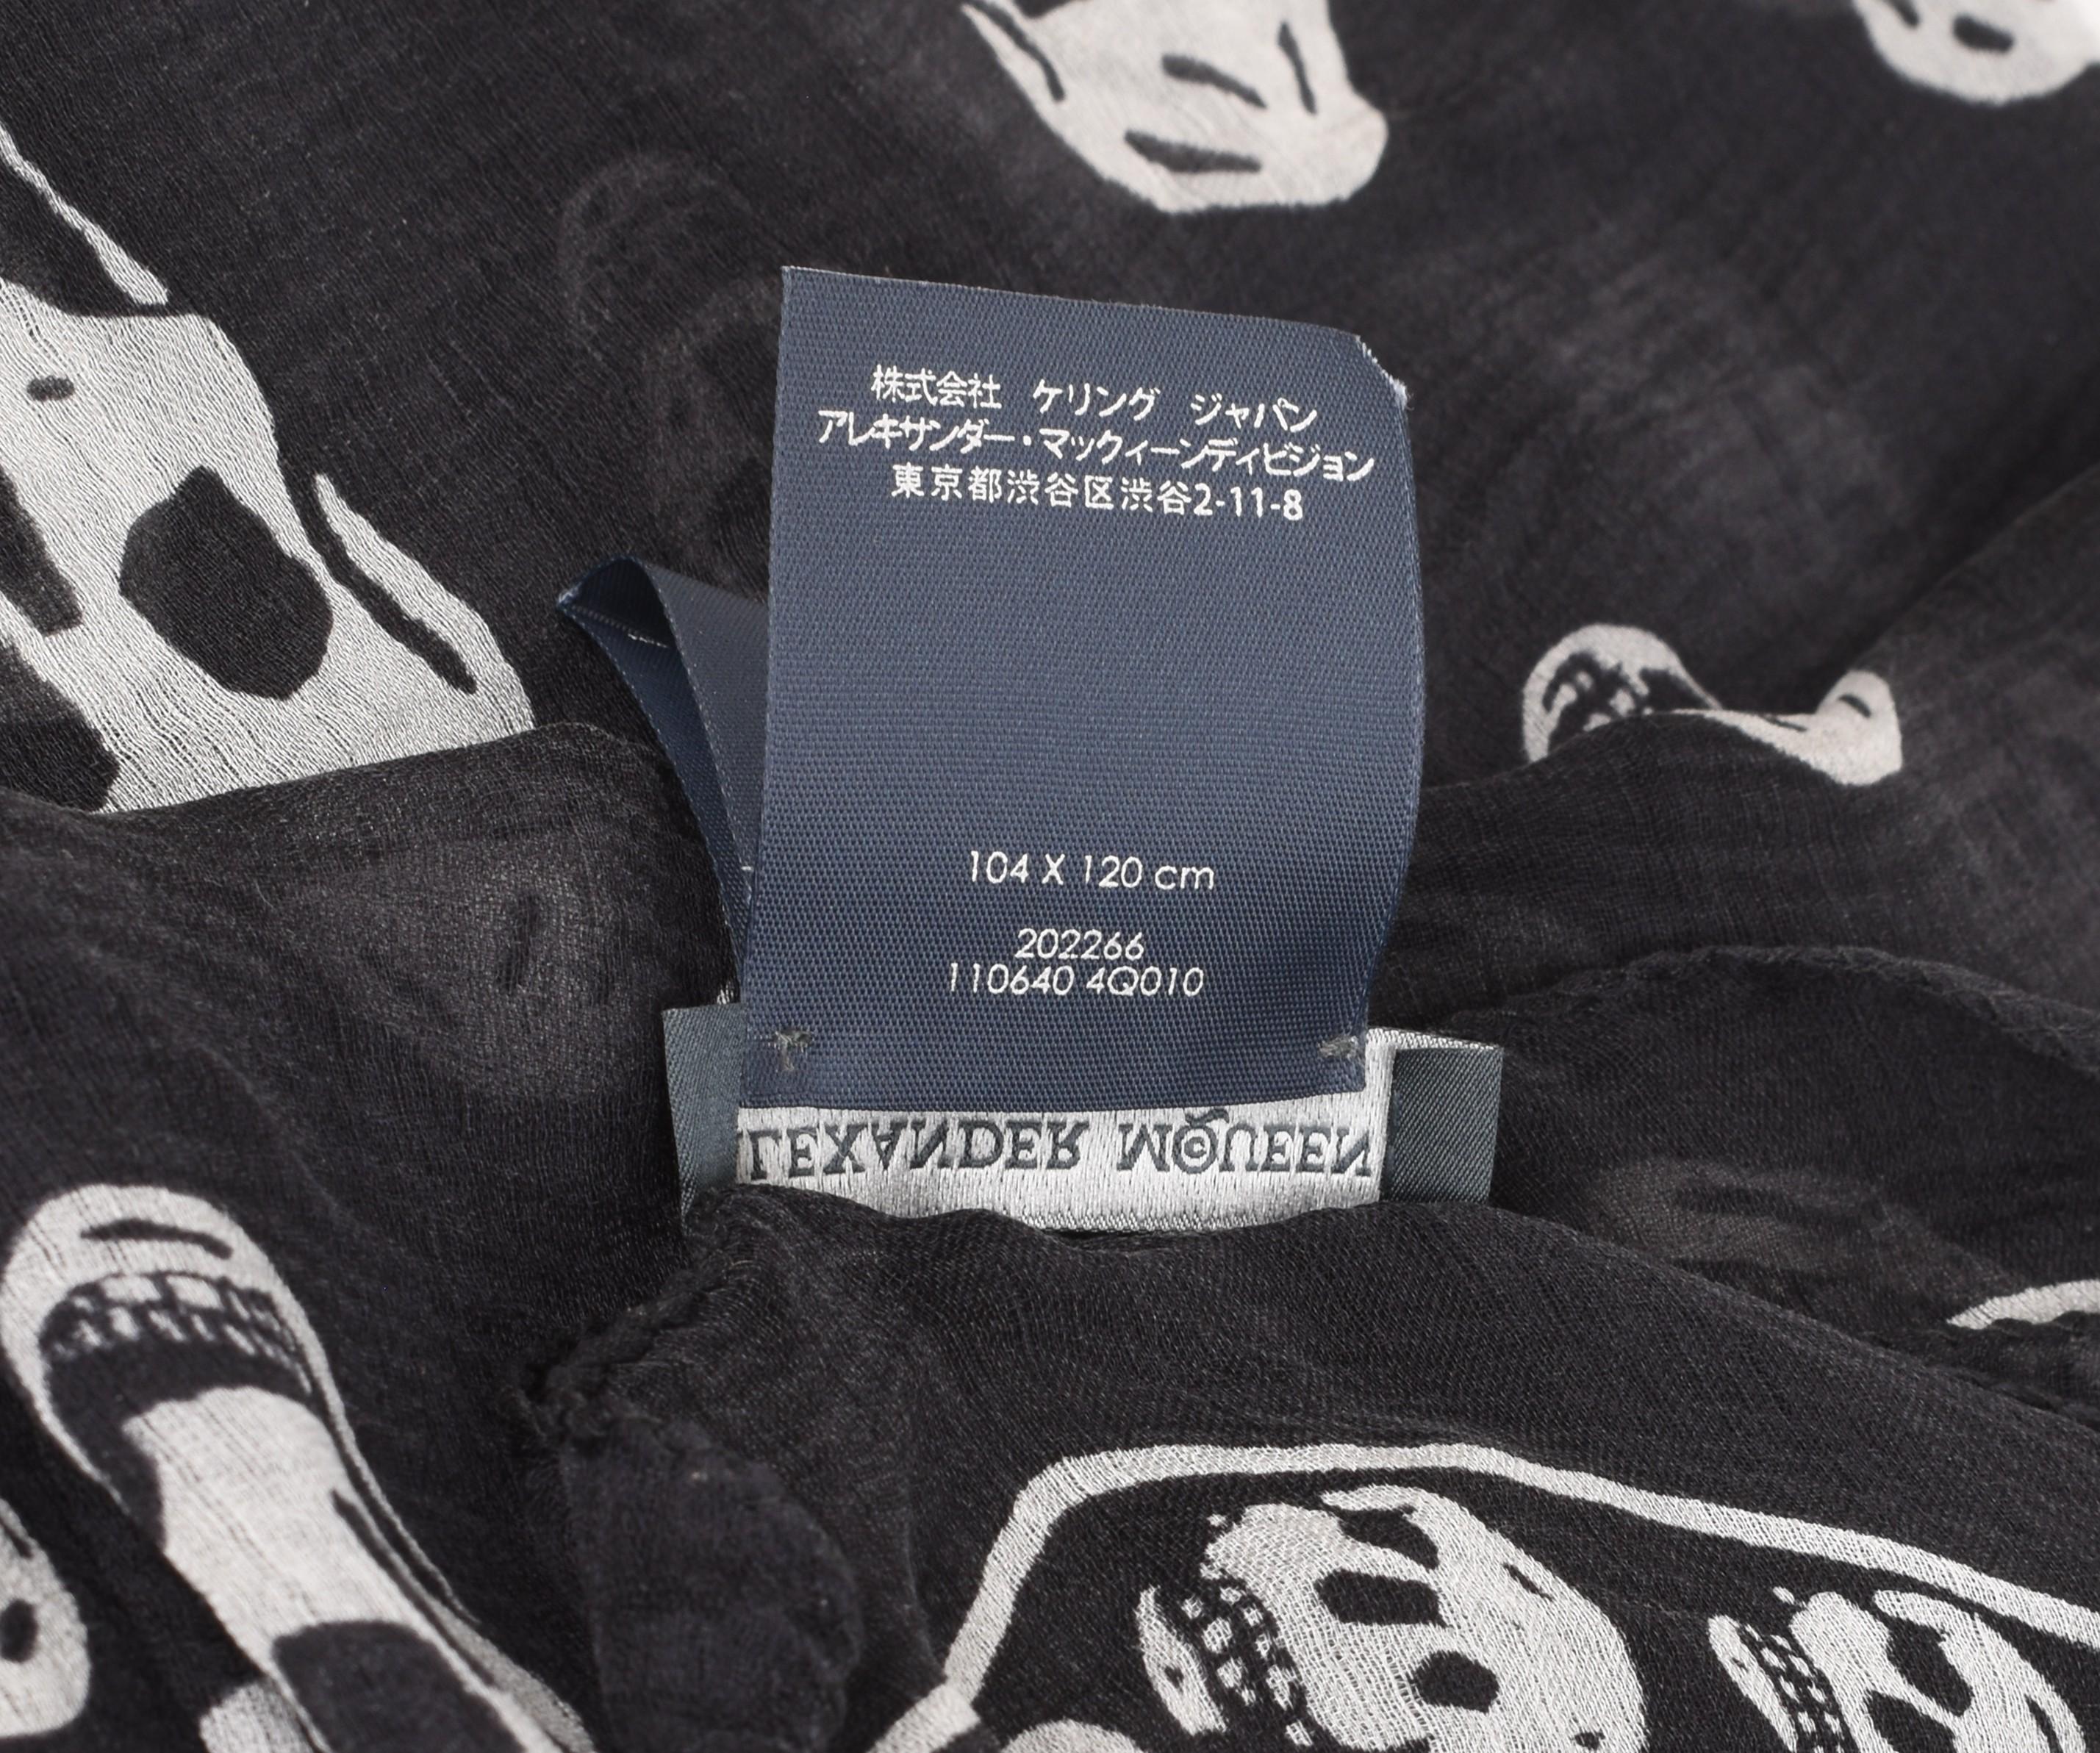 株式会社 ケリング ジャパン
アレキサンダー・マックィーンディビジョン
東京都渋谷区渋谷2-11-8
104 X 120 cm
202266
110640 4Q010
LEXANDER MCQUEEN